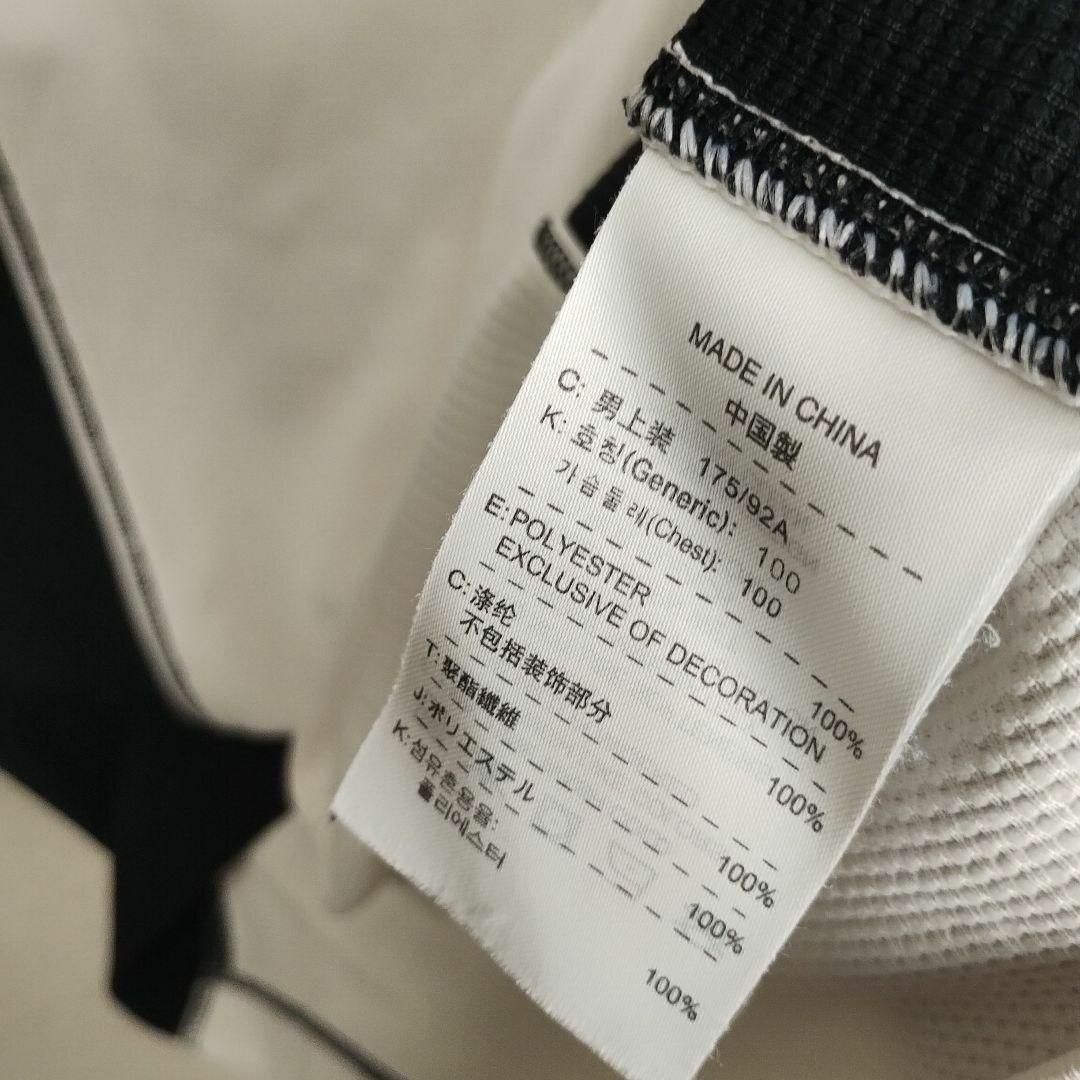 MADE IN CHINA
中国製
C: 男上装 175/92A
K: 호칭(Generic): 100
가슴둘레(Chest): 100
E: POLYESTER 100%
EXCLUSIVE OF DECORATION
C: 涤纶 100%
不包括装饰部分
T: 聚酯纖維 100%
J: ポリエステル 100%
K: 섬유혼용율:
폴리에스터 100%